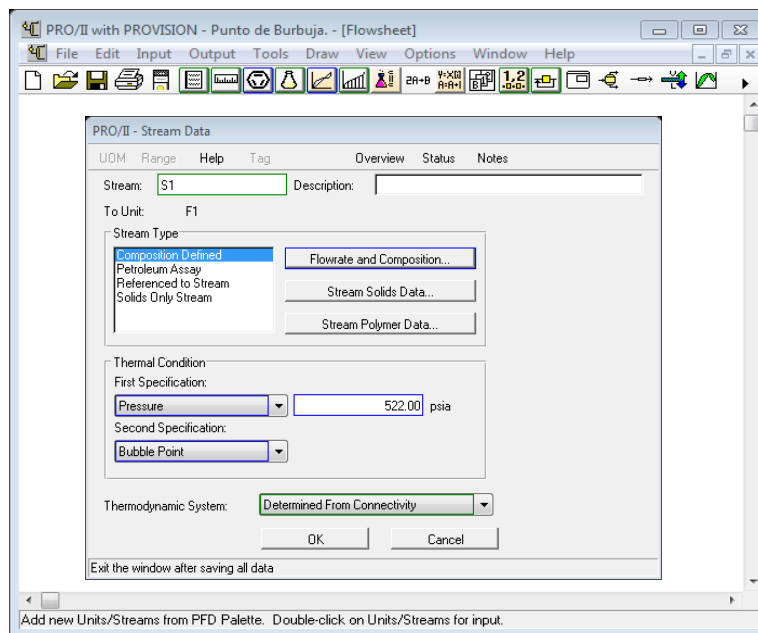 PRO/II with PROVISION - Punto de Burbuja. - [Flowsheet]
File Edit Input Output Tools Draw View Options Window Help
2A+B
1.2
PRO/II - Stream Data
UOM Range Help Tag Overview Status Notes
Stream: S1 Description:
To Unit: F1
Stream Type
Composition Defined
Petroleum Assay
Referenced to Stream
Solids Only Stream
Flowrate and Composition...
Stream Solids Data...
Stream Polymer Data...
Thermal Condition
First Specification:
Pressure 522.00 psia
Second Specification:
Bubble Point
Thermodynamic System: Determined From Connectivity
OK Cancel
Exit the window after saving all data
Add new Units/Streams from PFD Palette. Double-click on Units/Streams for input.